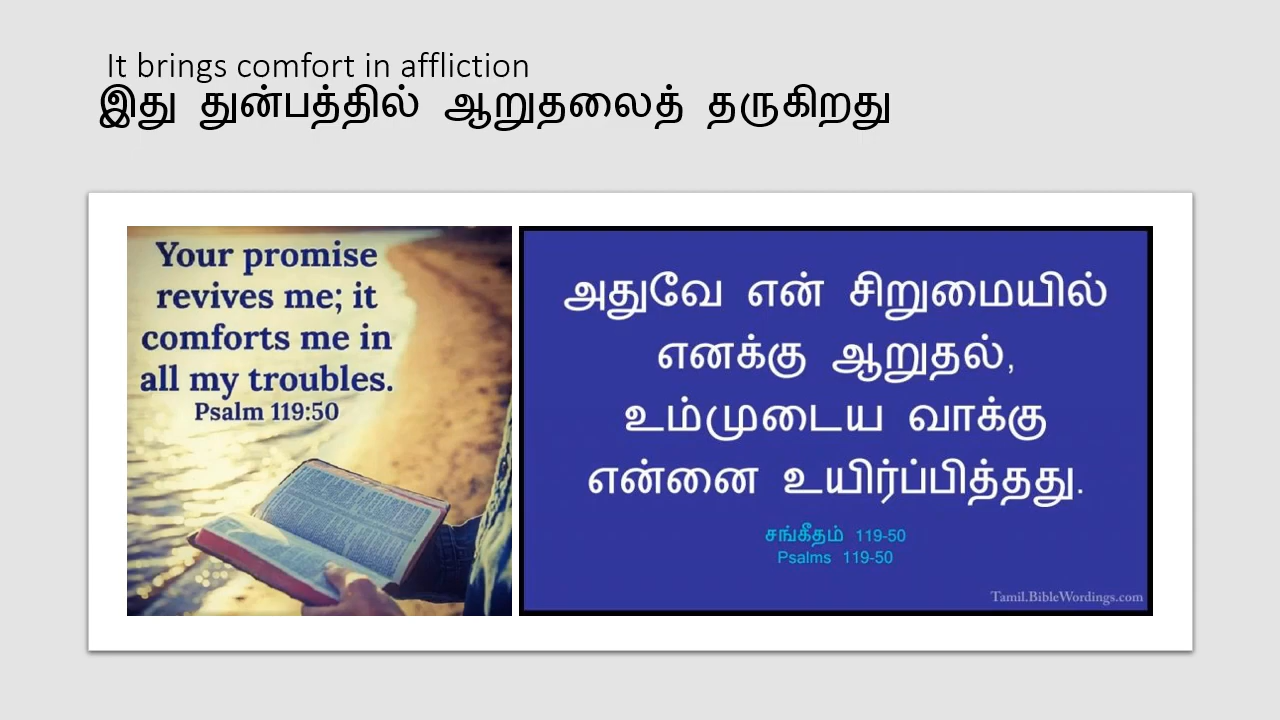 It brings comfort in affliction
இது துன்பத்தில் ஆறுதலைத் தருகிறது
Your promise
revives me; it
comforts me in
all my troubles.
Psalm 119:50
அதுவே என் சிறுமையில்
எனக்கு ஆறுதல்,
உம்முடைய வாக்கு
என்னை உயிர்ப்பித்தது.
சங்கீதம் 119-50
Psalms 119-50
Tamil.BibleWordings.com